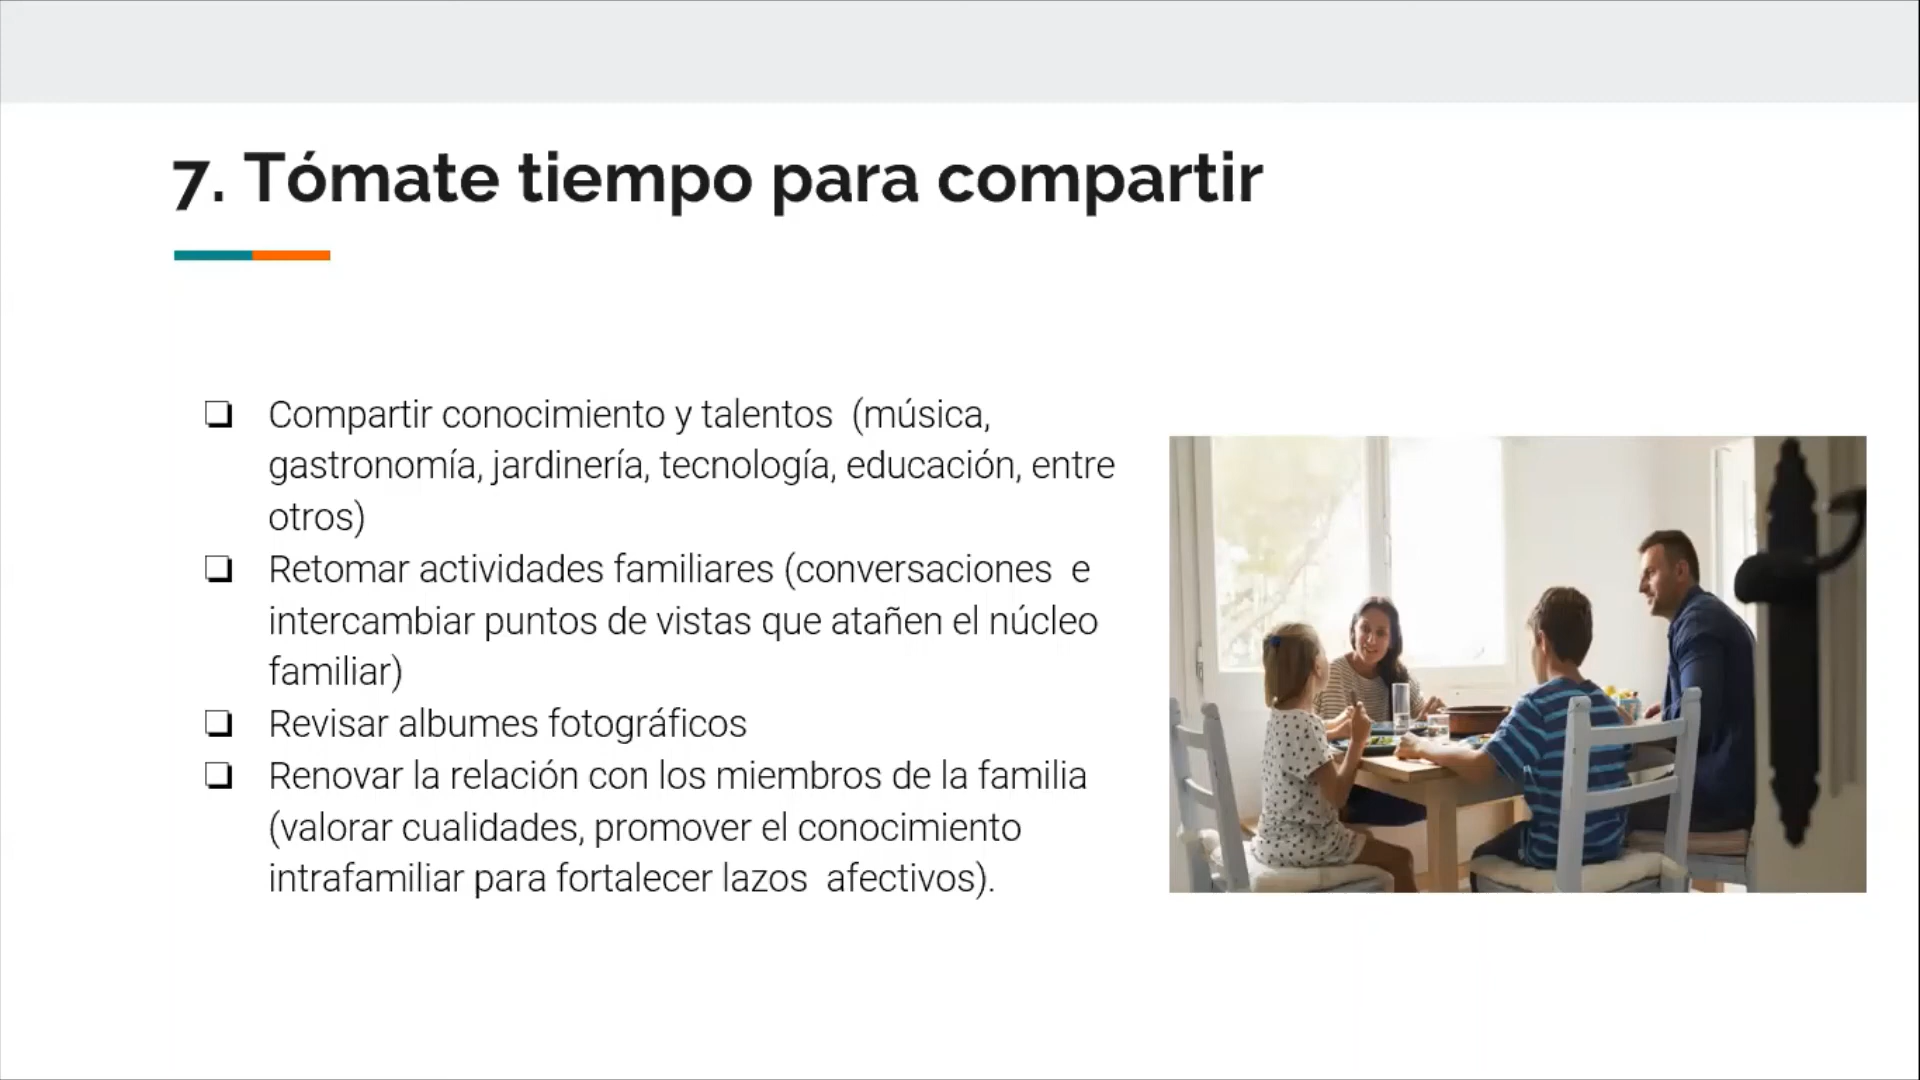 7. Tómate tiempo para compartir
❏ Compartir conocimiento y talentos  (música,
gastronomía, jardinería, tecnología, educación, entre
otros)
❏ Retomar actividades familiares (conversaciones  e
intercambiar puntos de vistas que atañen el núcleo
familiar)
❏ Revisar albumes fotográficos
❏ Renovar la relación con los miembros de la familia
(valorar cualidades, promover el conocimiento
intrafamiliar para fortalecer lazos  afectivos).